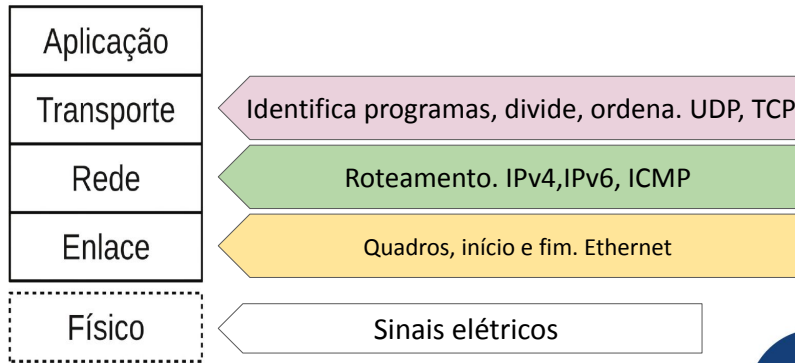 Aplicação
Transporte
Identifica programas, divide, ordena. UDP, TCP
Rede
Roteamento. IPv4,IPv6, ICMP
Enlace
Quadros, início e fim. Ethernet
Físico
Sinais elétricos